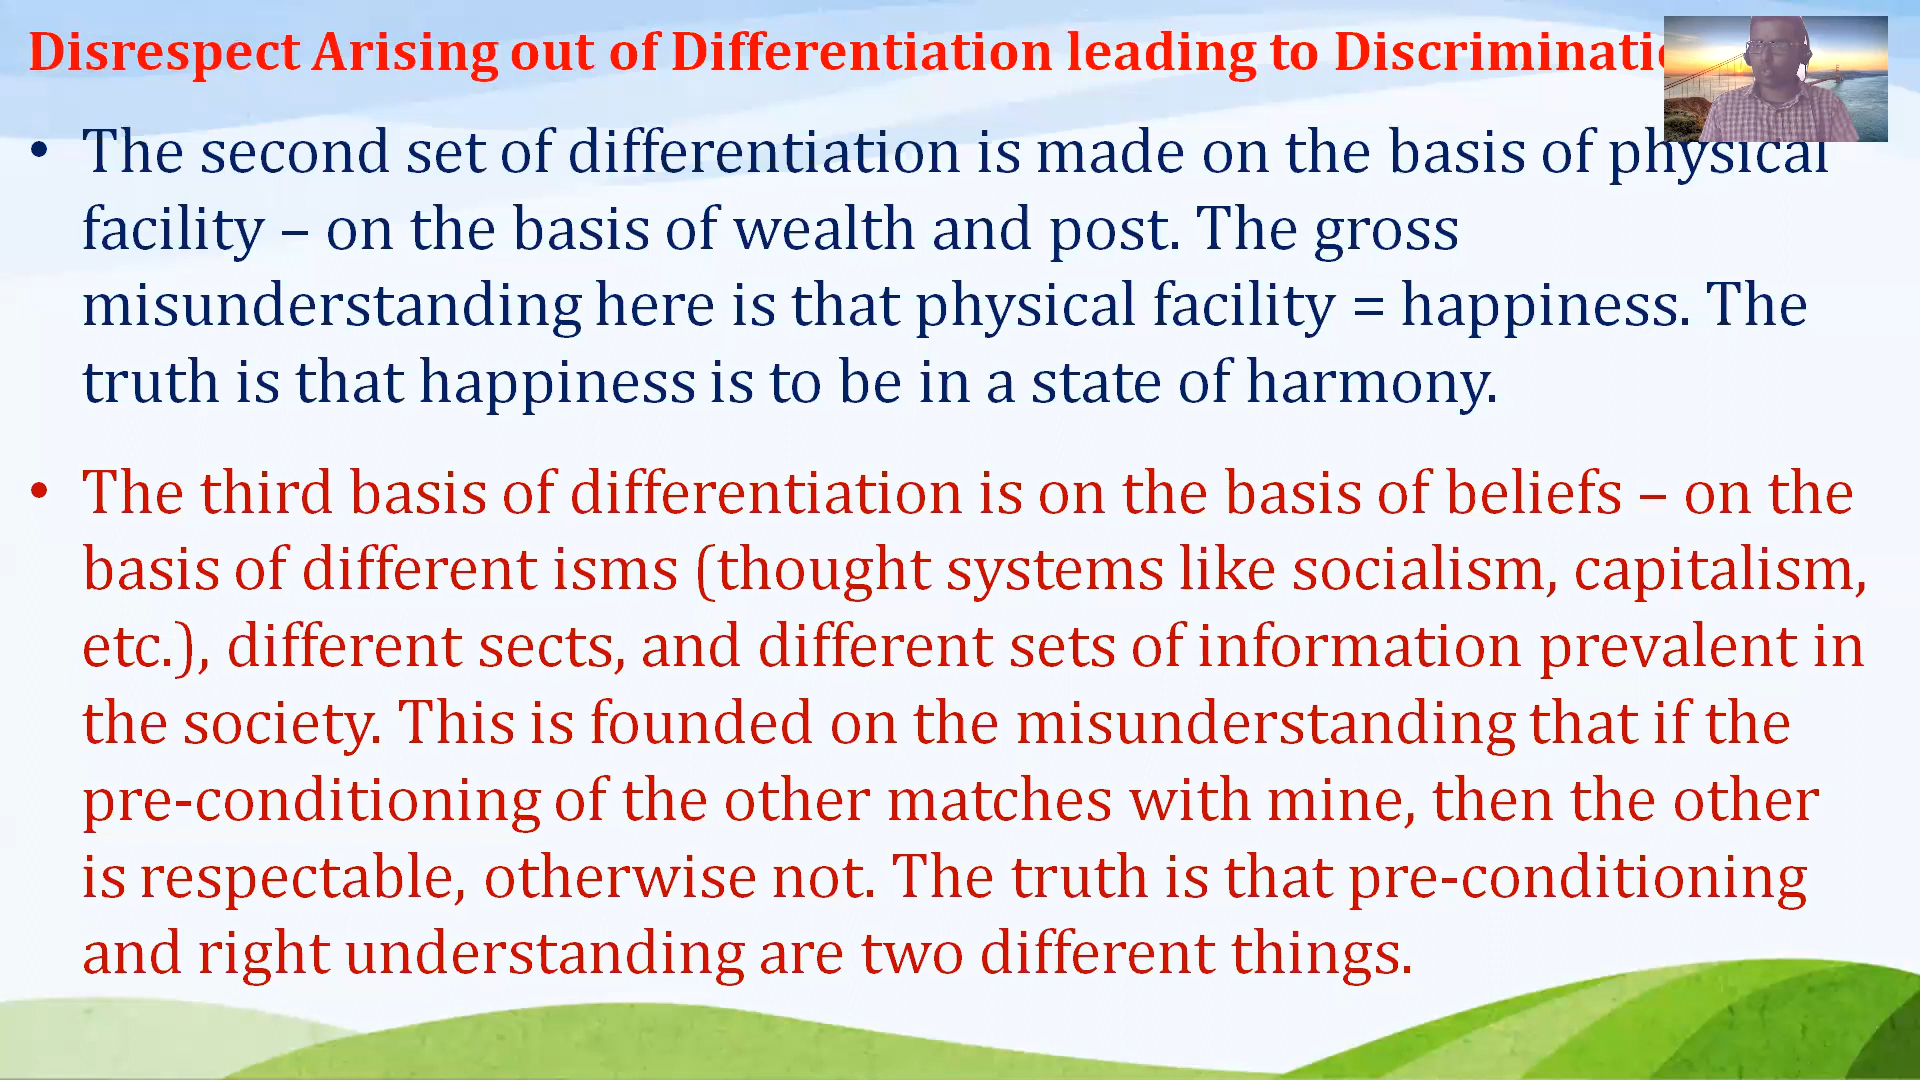 Disrespect Arising out of Differentiation leading to
• The second set of differentiation is made on the basis of physical
facility – on the basis of wealth and post. The gross
misunderstanding here is that physical facility = happiness. The
truth is that happiness is to be in a state of harmony.
• The third basis of differentiation is on the basis of beliefs – on the
basis of different isms (thought systems like socialism, capitalism,
etc.), different sects, and different sets of information prevalent in
the society. This is founded on the misunderstanding that if the
pre-conditioning of the other matches with mine, then the other
is respectable, otherwise not. The truth is that pre-conditioning
and right understanding are two different things.